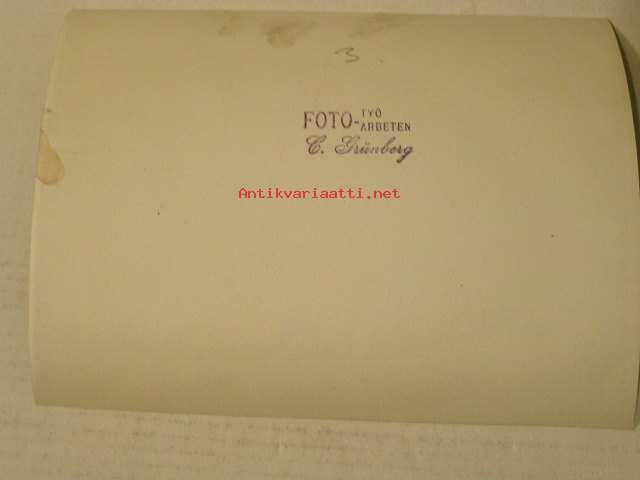 3
FOTO- TYÖ
ARBETEN
C. Grünberg
Antikvariaatti.net